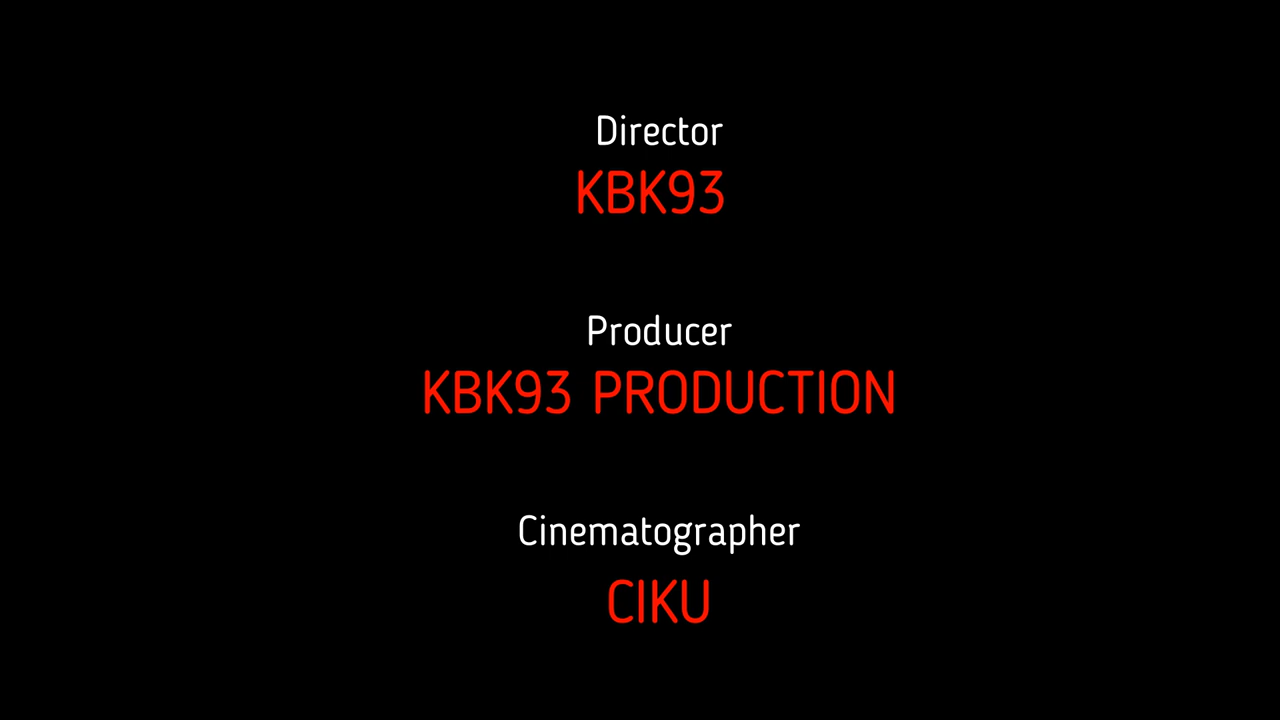 Director
KBK93
Producer
KBK93 PRODUCTION
Cinematographer
CIKU